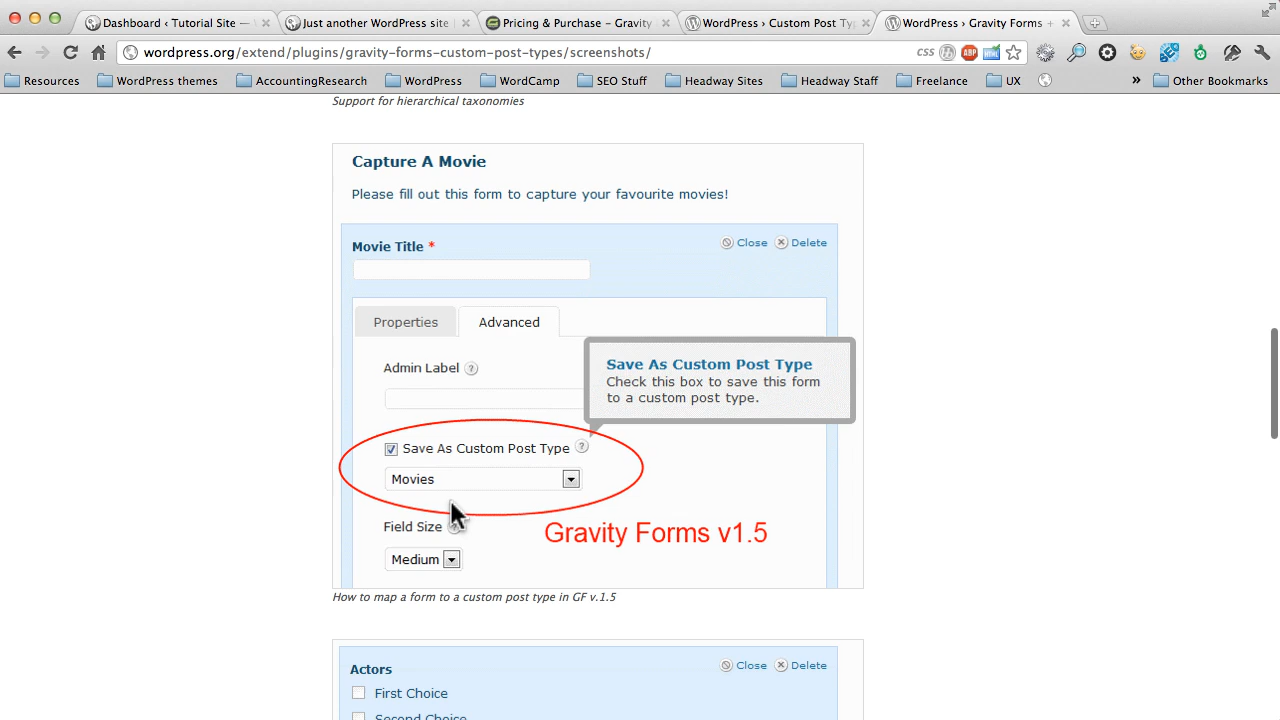 Dashboard ‹ Tutorial Site —
Just another WordPress site
Pricing & Purchase – Gravity
WordPress › Custom Post Typ
WordPress › Gravity Forms +
wordpress.org/extend/plugins/gravity-forms-custom-post-types/screenshots/
CSS
ABP
Resources
WordPress themes
AccountingResearch
WordPress
WordCamp
SEO Stuff
Headway Sites
Headway Staff
Freelance
UX
»
Other Bookmarks
Support for hierarchical taxonomies
Capture A Movie
Please fill out this form to capture your favourite movies!
Movie Title *
Close
Delete
Properties
Advanced
Admin Label ?
Save As Custom Post Type
Check this box to save this form
to a custom post type.
Save As Custom Post Type ?
Movies
Field Size ?
Gravity Forms v1.5
Medium
How to map a form to a custom post type in GF v.1.5
Actors
Close
Delete
First Choice
Second Choice